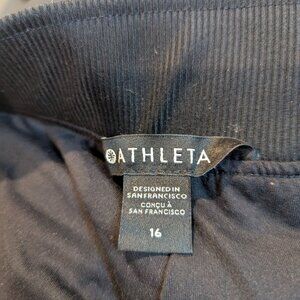 ATHLETA
DESIGNED IN
SAN FRANCISCO
CONÇU À
SAN FRANCISCO
16